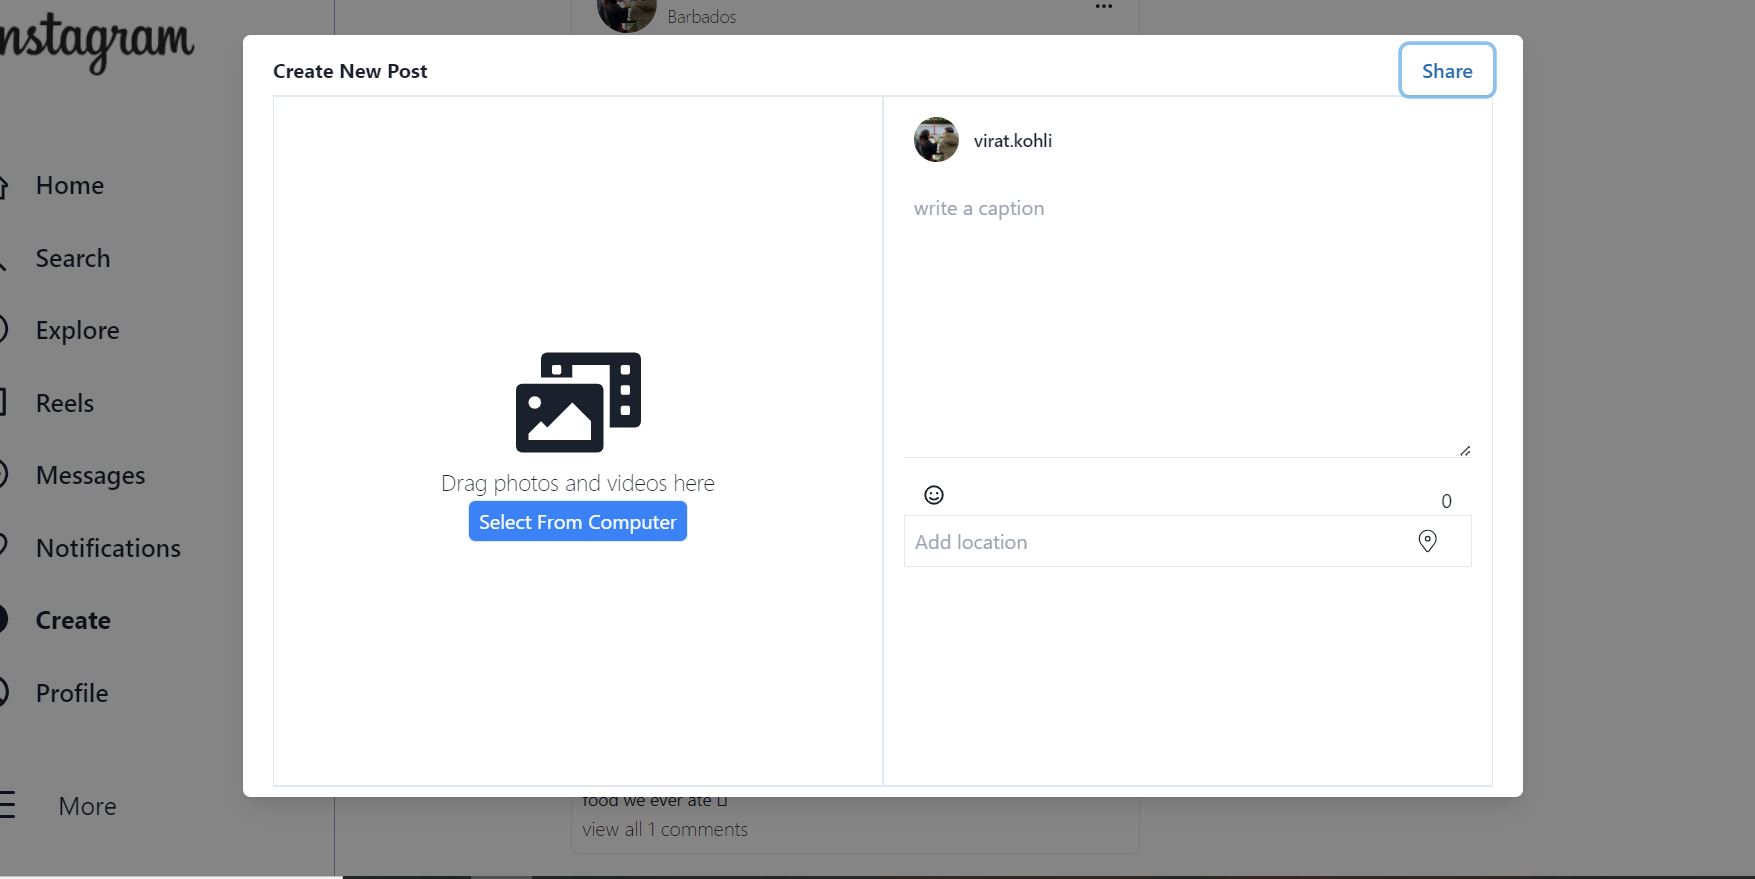 Instagram
Barbados
Create New Post
Share
Home
Search
Explore
Reels
Messages
Notifications
Create
Profile
More
Drag photos and videos here
Select From Computer
virat.kohli
write a caption
0
Add location
food we ever ate
view all 1 comments